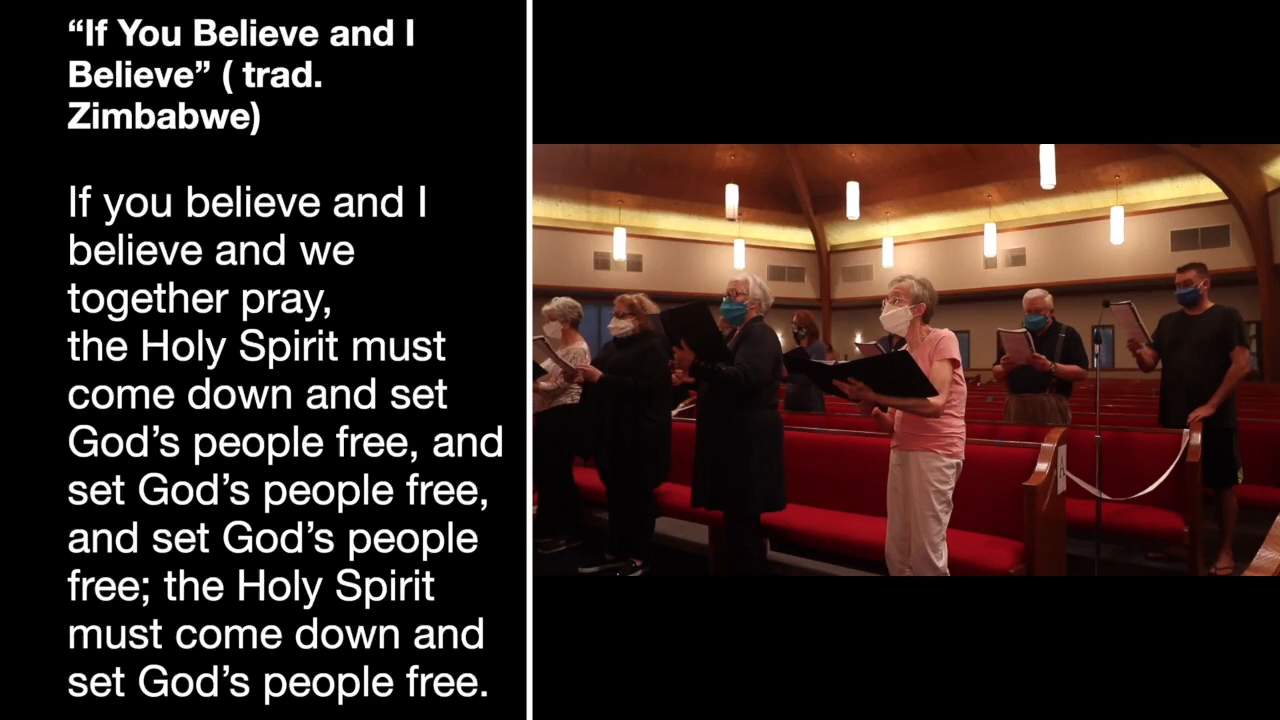 “If You Believe and I
Believe” ( trad.
Zimbabwe)
If you believe and I
believe and we
together pray,
the Holy Spirit must
come down and set
God’s people free, and
set God’s people free,
and set God’s people
free; the Holy Spirit
must come down and
set God’s people free.